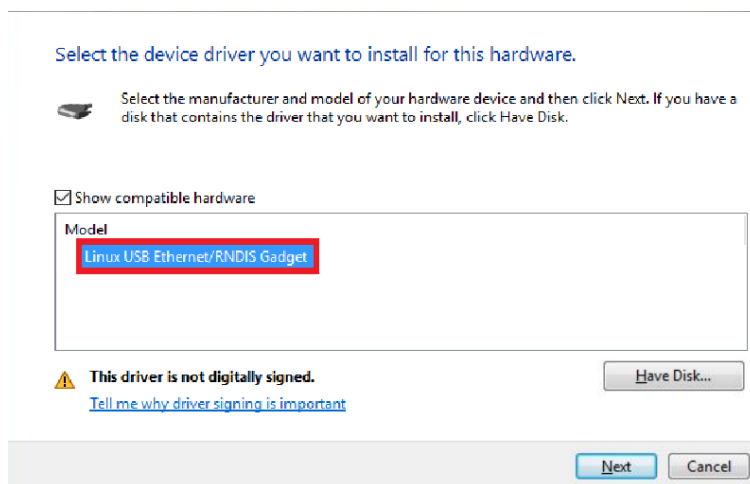 Select the device driver you want to install for this hardware.
Select the manufacturer and model of your hardware device and then click Next. If you have a
disk that contains the driver that you want to install, click Have Disk.
Show compatible hardware
Model
Linux USB Ethernet/RNDIS Gadget
This driver is not digitally signed.
Have Disk...
Tell me why driver signing is important
Next
Cancel